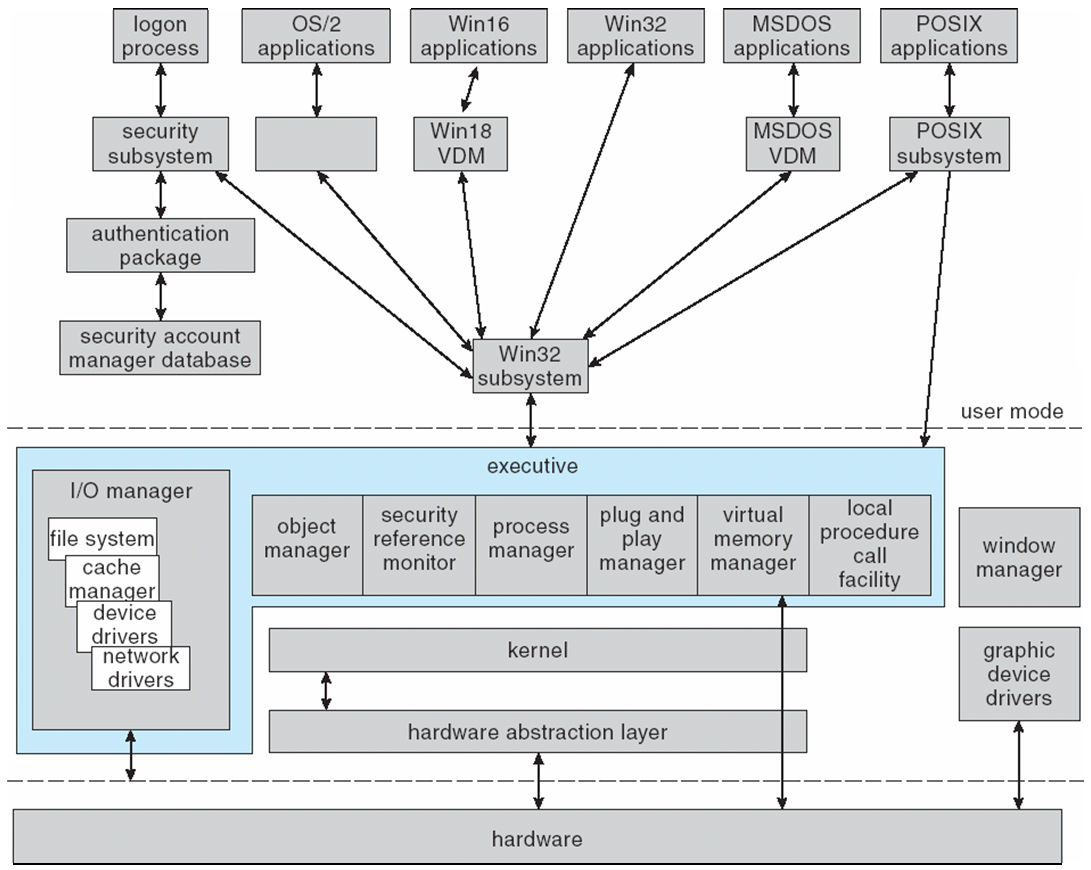 logon
process
OS/2
applications
Win16
applications
Win32
applications
MSDOS
applications
POSIX
applications
security
subsystem
Win18
VDM
MSDOS
VDM
POSIX
subsystem
authentication
package
security account
manager database
Win32
subsystem
user mode
executive
I/O manager
file system
cache
manager
device
drivers
network
drivers
object
manager
security
reference
monitor
process
manager
plug and
play
manager
virtual
memory
manager
local
procedure
call
facility
window
manager
kernel
graphic
device
drivers
hardware abstraction layer
hardware